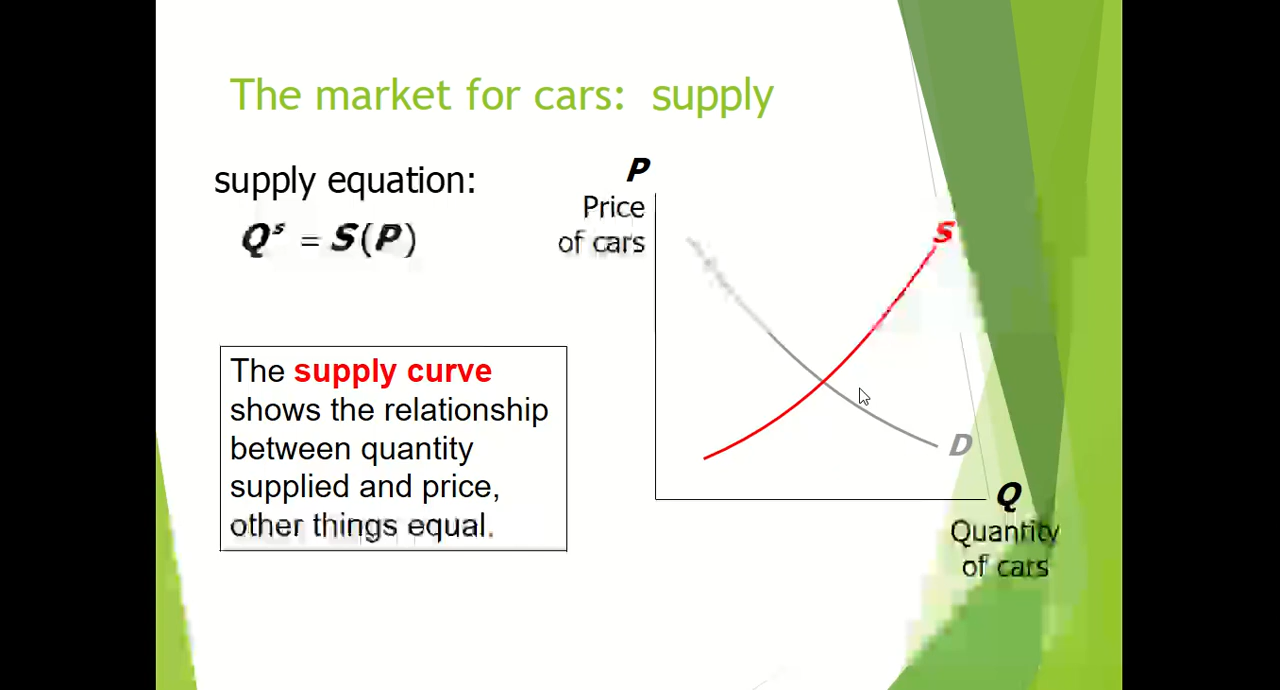 The market for cars: supply
supply equation:
Qˢ = S(P)
The supply curve
shows the relationship
between quantity
supplied and price,
other things equal.
P
Price
of cars
S
D
Q
Quantity
of cars